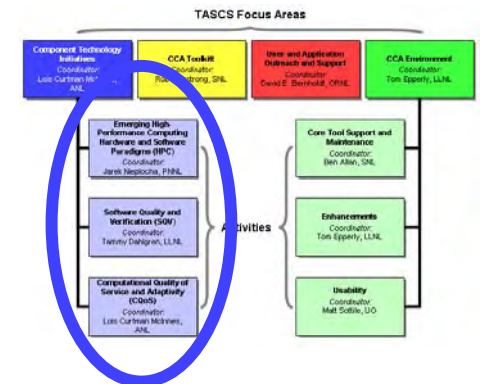 TASCS Focus Areas
Component Technology
Initiatives
Coordinator:
Lois Curfman
ANL
CCA Toolkit
Coordinator:
SNL
User and Application
Outreach and Support
Coordinator:
David E. Bernholdt, ORNL
CCA Environment
Coordinator:
Tom Epperly, LLNL
Emerging High-
Performance Computing
Hardware and Software
Paradigms (HPC)
Coordinator:
Jarek Nieplocha, PNNL
Software Quality and
Verification (SQV)
Coordinator:
Tammy Dahlgren, LLNL
Computational Quality of
Service and Adaptivity
(CQoS)
Coordinator:
Lois Curfman McInnes,
ANL
Activities
Core Tool Support and
Maintenance
Coordinator:
Ben Allan, SNL
Enhancements
Coordinator:
Tom Epperly, LLNL
Usability
Coordinator:
Matt Sottile, UO